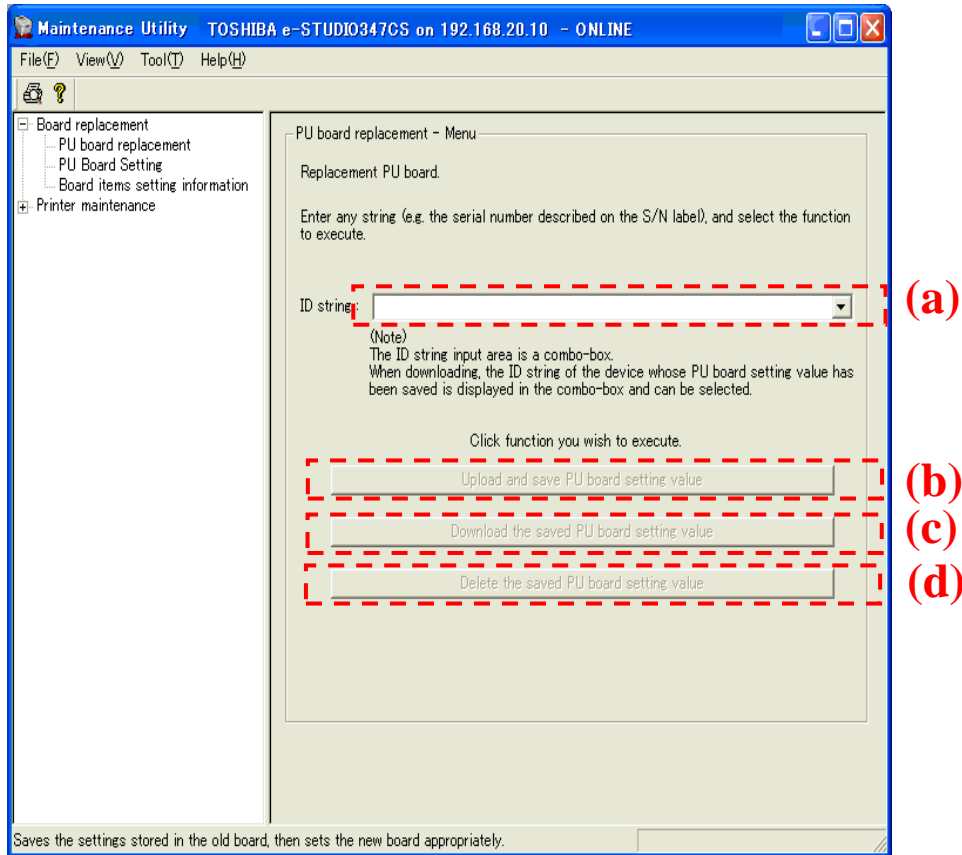 Maintenance Utility TOSHIBA e-STUDIO347CS on 192.168.20.10 - ONLINE
File(F) View(V) Tool(T) Help(H)
Board replacement
PU board replacement
PU Board Setting
Board items setting information
Printer maintenance
PU board replacement - Menu
Replacement PU board.
Enter any string (e.g. the serial number described on the S/N label), and select the function
to execute.
ID string :
(a)
(Note)
The ID string input area is a combo-box.
When downloading, the ID string of the device whose PU board setting value has
been saved is displayed in the combo-box and can be selected.
Click function you wish to execute.
Upload and save PU board setting value
(b)
Download the saved PU board setting value
(c)
Delete the saved PU board setting value
(d)
Saves the settings stored in the old board, then sets the new board appropriately.